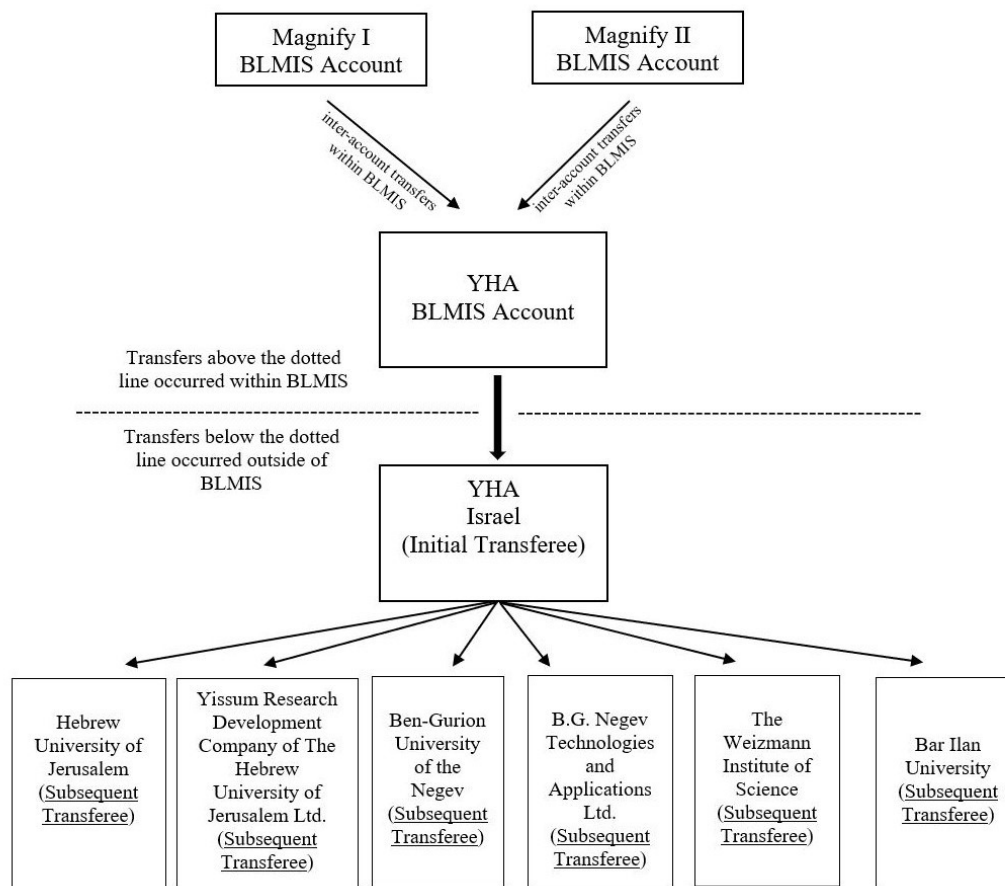 Magnify I
BLMIS Account
Magnify II
BLMIS Account
inter-account transfers
within BLMIS
inter-account transfers
within BLMIS
YHA
BLMIS Account
Transfers above the dotted
line occurred within BLMIS
Transfers below the dotted
line occurred outside of
BLMIS
YHA
Israel
(Initial Transferee)
Hebrew
University of
Jerusalem
(Subsequent
Transferee)
Yissum Research
Development
Company of The
Hebrew
University of
Jerusalem Ltd.
(Subsequent
Transferee)
Ben-Gurion
University
of the
Negev
(Subsequent
Transferee)
B.G. Negev
Technologies
and
Applications
Ltd.
(Subsequent
Transferee)
The
Weizmann
Institute of
Science
(Subsequent
Transferee)
Bar Ilan
University
(Subsequent
Transferee)